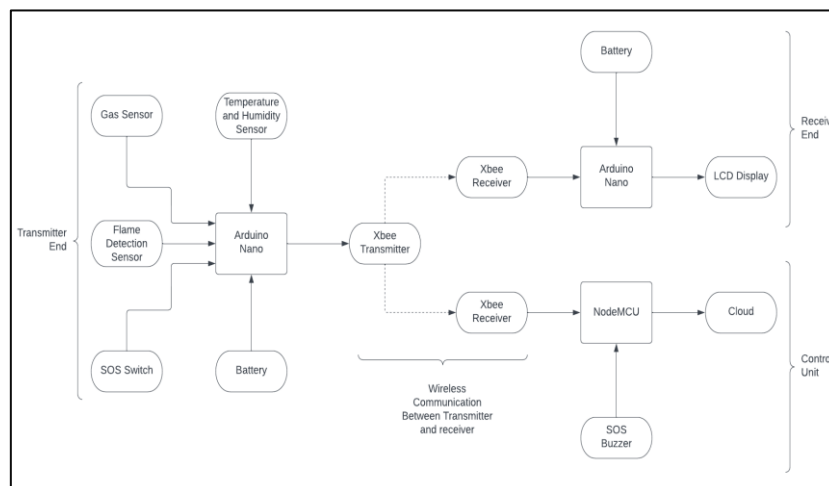 Battery
Gas Sensor
Temperature
and Humidity
Sensor
Receiv
End
Xbee
Receiver
Arduino
Nano
LCD Display
Transmitter
End
Flame
Detection
Sensor
Arduino
Nano
Xbee
Transmitter
Xbee
Receiver
NodeMCU
Cloud
SOS Switch
Battery
Contro
Unit
Wireless
Communication
Between Transmitter
and receiver
SOS
Buzzer